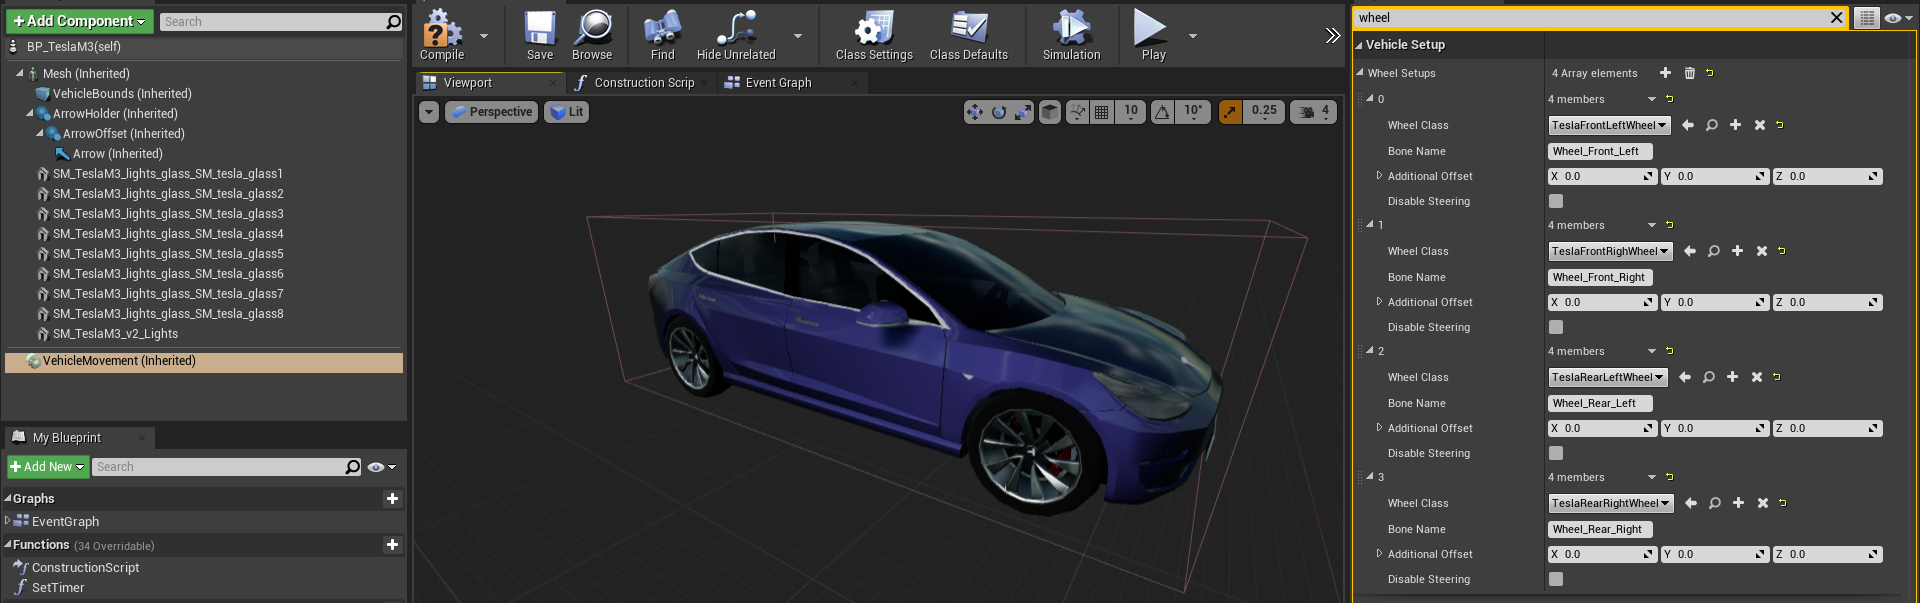 Add Component
Search
BP_TeslaM3(self)
Mesh (Inherited)
VehicleBounds (Inherited)
ArrowHolder (Inherited)
ArrowOffset (Inherited)
Arrow (Inherited)
SM_TeslaM3_lights_glass_SM_tesla_glass1
SM_TeslaM3_lights_glass_SM_tesla_glass2
SM_TeslaM3_lights_glass_SM_tesla_glass3
SM_TeslaM3_lights_glass_SM_tesla_glass4
SM_TeslaM3_lights_glass_SM_tesla_glass5
SM_TeslaM3_lights_glass_SM_tesla_glass6
SM_TeslaM3_lights_glass_SM_tesla_glass7
SM_TeslaM3_lights_glass_SM_tesla_glass8
SM_TeslaM3_v2_Lights
VehicleMovement (Inherited)
My Blueprint
Add New
Search
Graphs
EventGraph
Functions (34 Overridable)
ConstructionScript
SetTimer
Compile
Save
Browse
Find
Hide Unrelated
Class Settings
Class Defaults
Simulation
Play
Viewport
Construction Scrip
Event Graph
Perspective
Lit
10
10°
0.25
4
wheel
Vehicle Setup
Wheel Setups 4 Array elements
0 4 members
Wheel Class TeslaFrontLeftWheel
Bone Name Wheel_Front_Left
Additional Offset X 0.0 Y 0.0 Z 0.0
Disable Steering
1 4 members
Wheel Class TeslaFrontRighWheel
Bone Name Wheel_Front_Right
Additional Offset X 0.0 Y 0.0 Z 0.0
Disable Steering
2 4 members
Wheel Class TeslaRearLeftWheel
Bone Name Wheel_Rear_Left
Additional Offset X 0.0 Y 0.0 Z 0.0
Disable Steering
3 4 members
Wheel Class TeslaRearRightWheel
Bone Name Wheel_Rear_Right
Additional Offset X 0.0 Y 0.0 Z 0.0
Disable Steering